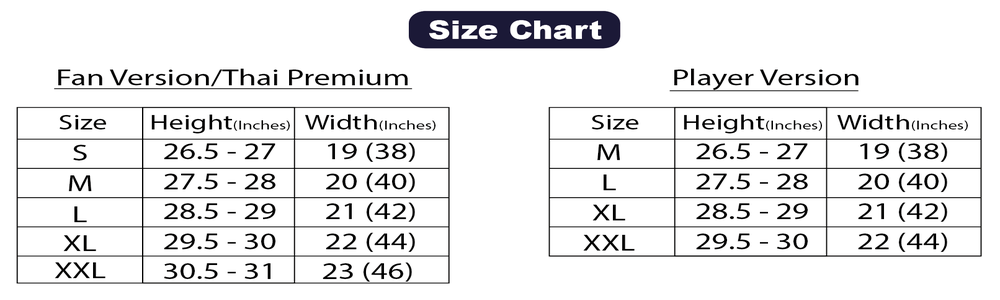 Size Chart
Fan Version/Thai Premium
Size Height(Inches) Width(Inches)
S 26.5 - 27 19 (38)
M 27.5 - 28 20 (40)
L 28.5 - 29 21 (42)
XL 29.5 - 30 22 (44)
XXL 30.5 - 31 23 (46)
Player Version
Size Height(Inches) Width(Inches)
M 26.5 - 27 19 (38)
L 27.5 - 28 20 (40)
XL 28.5 - 29 21 (42)
XXL 29.5 - 30 22 (44)